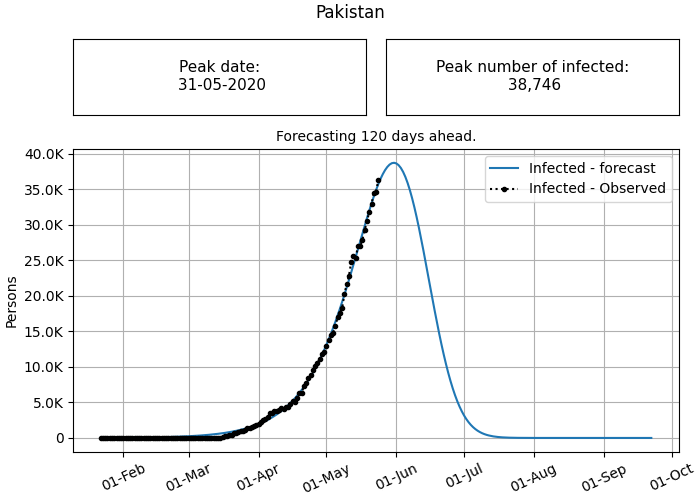 Pakistan
Peak date:
31-05-2020
Peak number of infected:
38,746
Forecasting 120 days ahead.
Infected - forecast
Infected - Observed
Persons
40.0K
35.0K
30.0K
25.0K
20.0K
15.0K
10.0K
5.0K
0
01-Feb
01-Mar
01-Apr
01-May
01-Jun
01-Jul
01-Aug
01-Sep
01-Oct